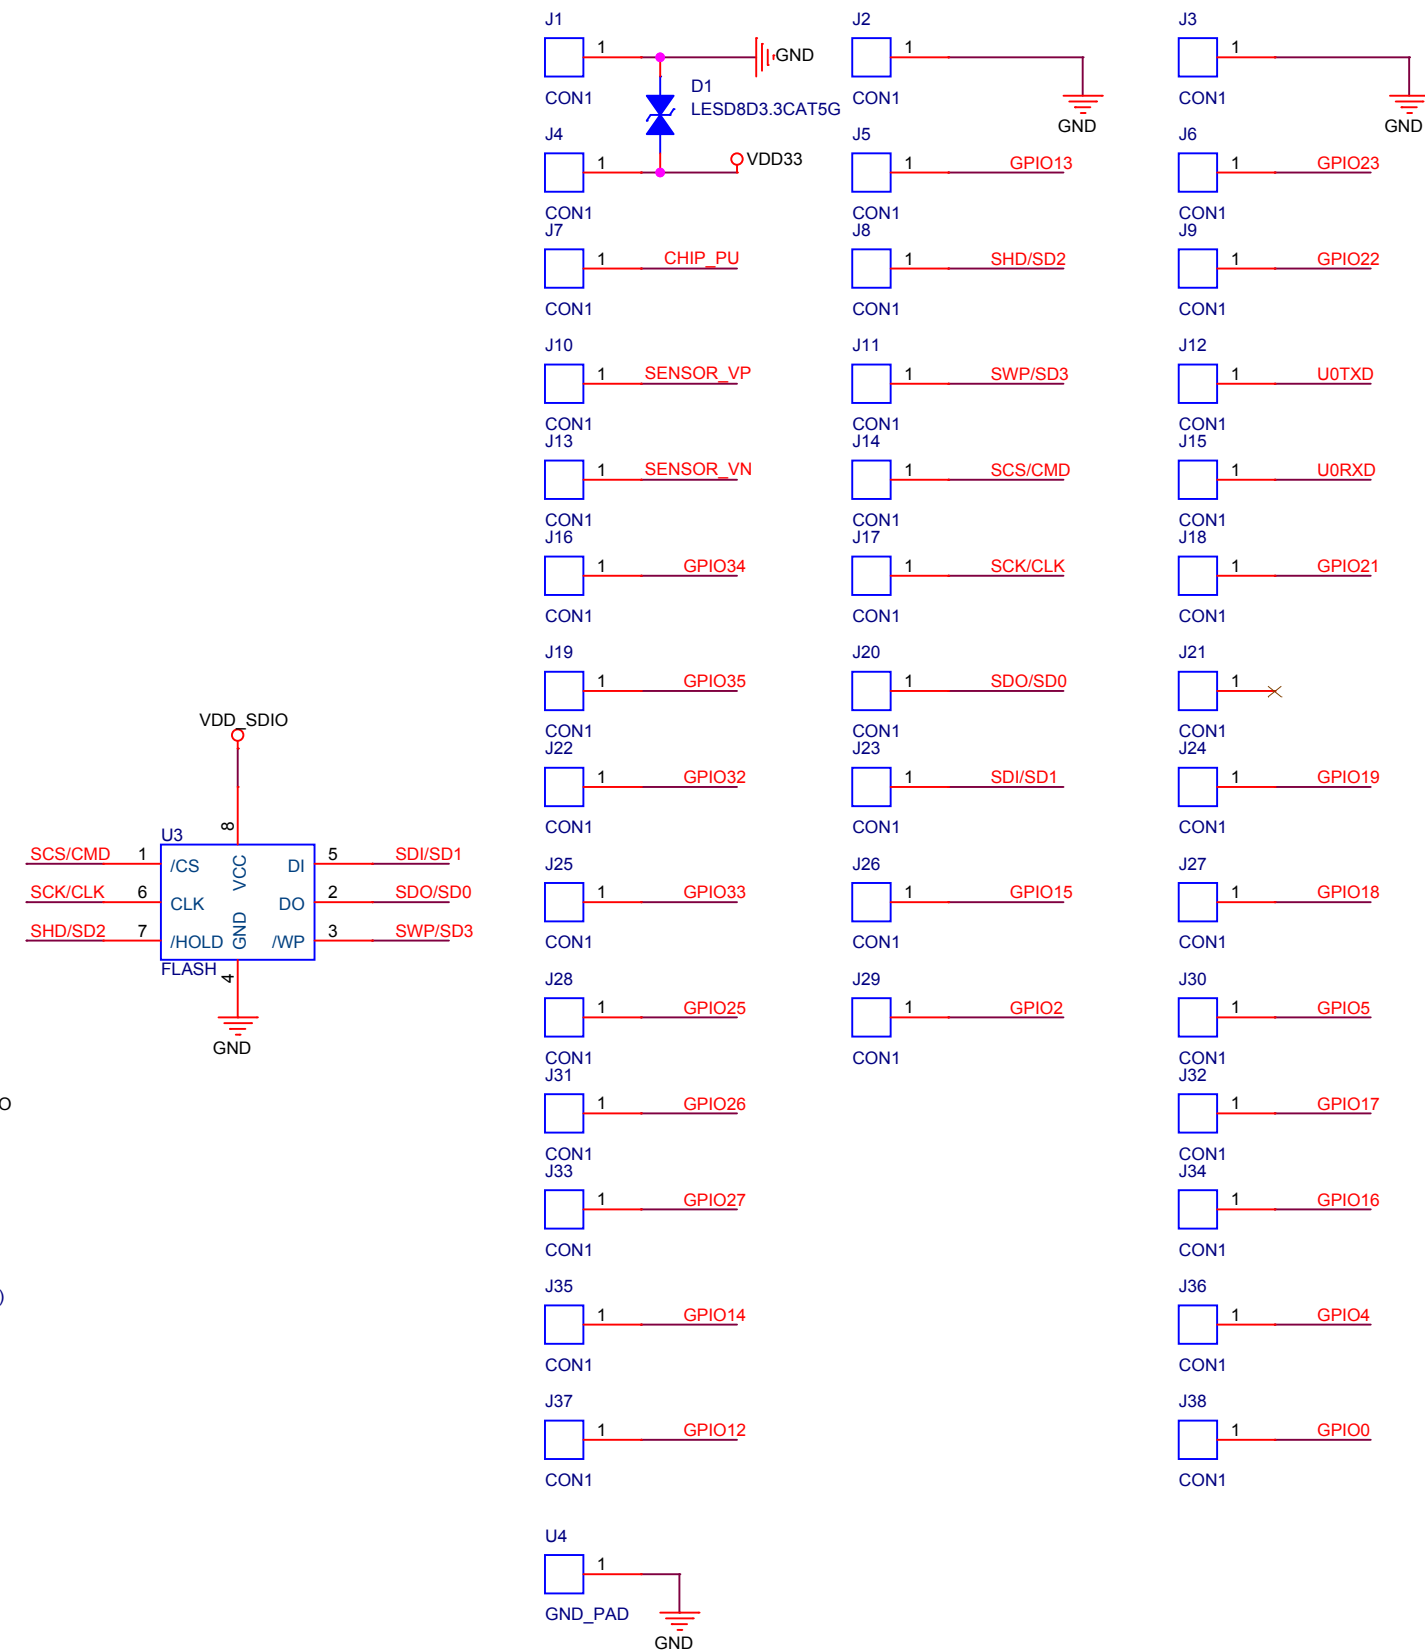 J1
1
GND
CON1
D1
LESD8D3.3CAT5G
J4
1
VDD33
CON1
J7
1
CHIP_PU
CON1
J10
1
SENSOR_VP
CON1
J13
1
SENSOR_VN
CON1
J16
1
GPIO34
CON1
J19
1
GPIO35
CON1
J22
1
GPIO32
CON1
J25
1
GPIO33
CON1
J28
1
GPIO25
CON1
J31
1
GPIO26
CON1
J33
1
GPIO27
CON1
J35
1
GPIO14
CON1
J37
1
GPIO12
CON1
U4
1
GND_PAD
GND
J2
1
CON1
GND
J5
1
GPIO13
CON1
J8
1
SHD/SD2
CON1
J11
1
SWP/SD3
CON1
J14
1
SCS/CMD
CON1
J17
1
SCK/CLK
CON1
J20
1
SDO/SD0
CON1
J23
1
SDI/SD1
CON1
J26
1
GPIO15
CON1
J29
1
GPIO2
CON1
J3
1
CON1
GND
J6
1
GPIO23
CON1
J9
1
GPIO22
CON1
J12
1
U0TXD
CON1
J15
1
U0RXD
CON1
J18
1
GPIO21
CON1
J21
1
CON1
J24
1
GPIO19
CON1
J27
1
GPIO18
CON1
J30
1
GPIO5
CON1
J32
1
GPIO17
CON1
J34
1
GPIO16
CON1
J36
1
GPIO4
CON1
J38
1
GPIO0
CON1
VDD_SDIO
8
U3
SCS/CMD 1 /CS VCC DI 5 SDI/SD1
SCK/CLK 6 CLK DO 2 SDO/SD0
SHD/SD2 7 /HOLD GND /WP 3 SWP/SD3
FLASH
4
GND
O
)